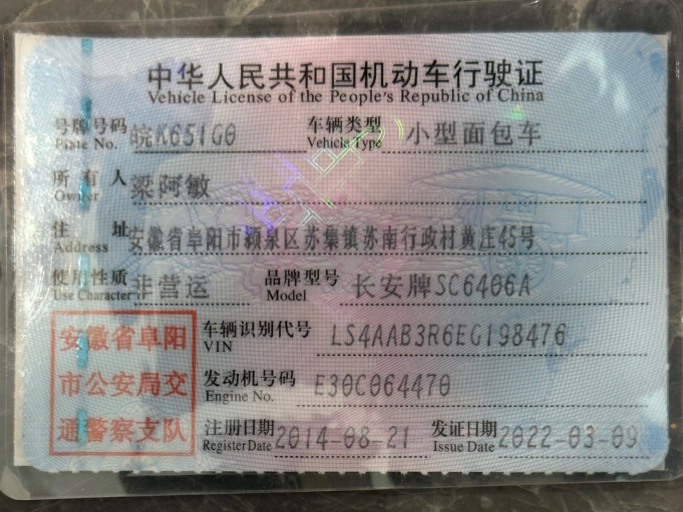 中华人民共和国机动车行驶证
Vehicle License of the People's Republic of China
号牌号码 皖K651G0 车辆类型 小型面包车
Plate No. Vehicle Type
所有人 梁阿敏
Owner
住址 安徽省阜阳市颍泉区苏集镇苏南行政村黄庄45号
Address
使用性质 非营运 品牌型号 长安牌SC6406A
Use Character Model
安徽省阜阳 车辆识别代号 LS4AAB3R6EG198476
VIN
市公安局交 发动机号码 E30C064470
Engine No.
通警察支队 注册日期 2014-08-21 发证日期 2022-03-09
Register Date Issue Date